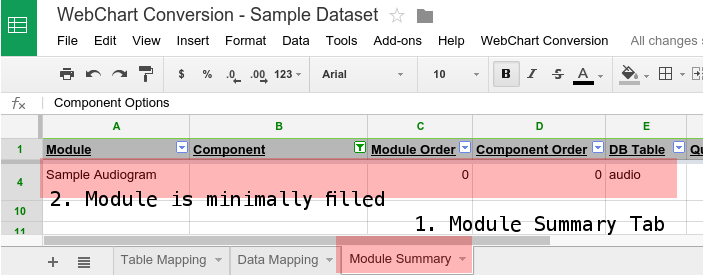 WebChart Conversion - Sample Dataset
File Edit View Insert Format Data Tools Add-ons Help WebChart Conversion All changes s
$ % .0 .00 123 Arial 10 B I S A
fx Component Options
A B C D E
1 Module Component Module Order Component Order DB Table Qu
4 Sample Audiogram 0 0 audio
2. Module is minimally filled
10
1. Module Summary Tab
11
+ Table Mapping Data Mapping Module Summary